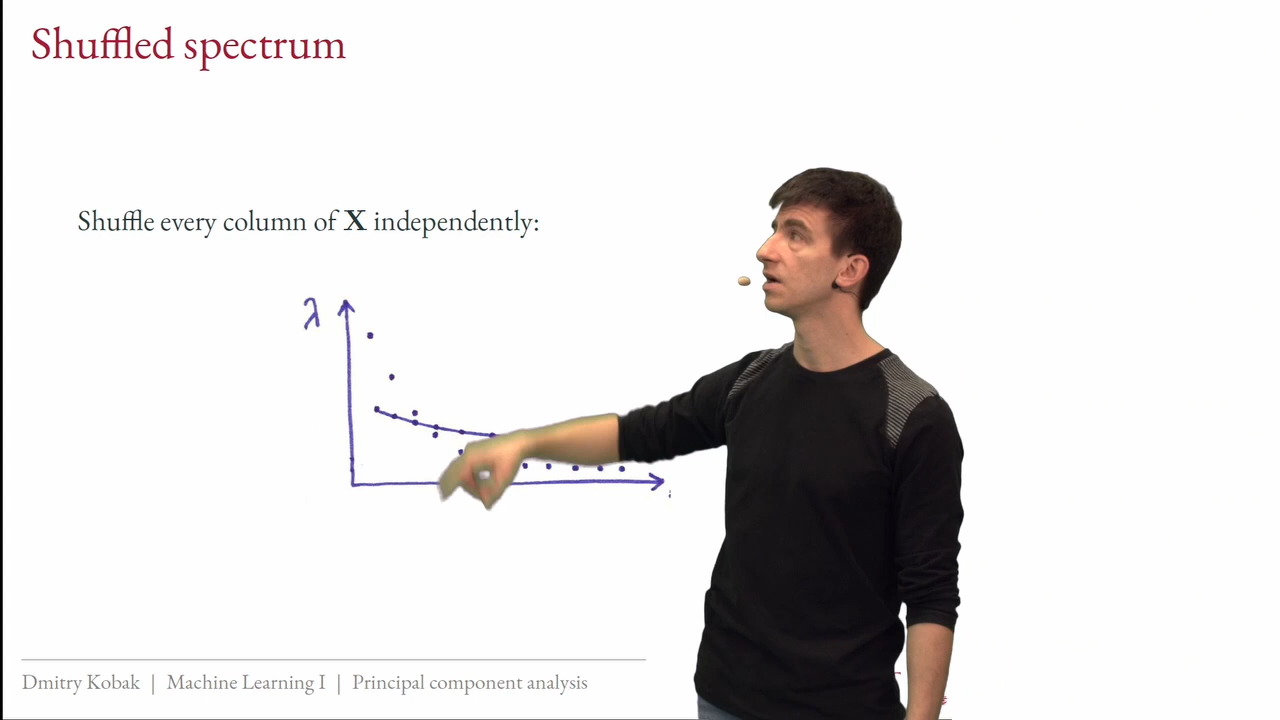 Shuffled spectrum
Shuffle every column of X independently:
λ
Dmitry Kobak | Machine Learning I | Principal component analysis